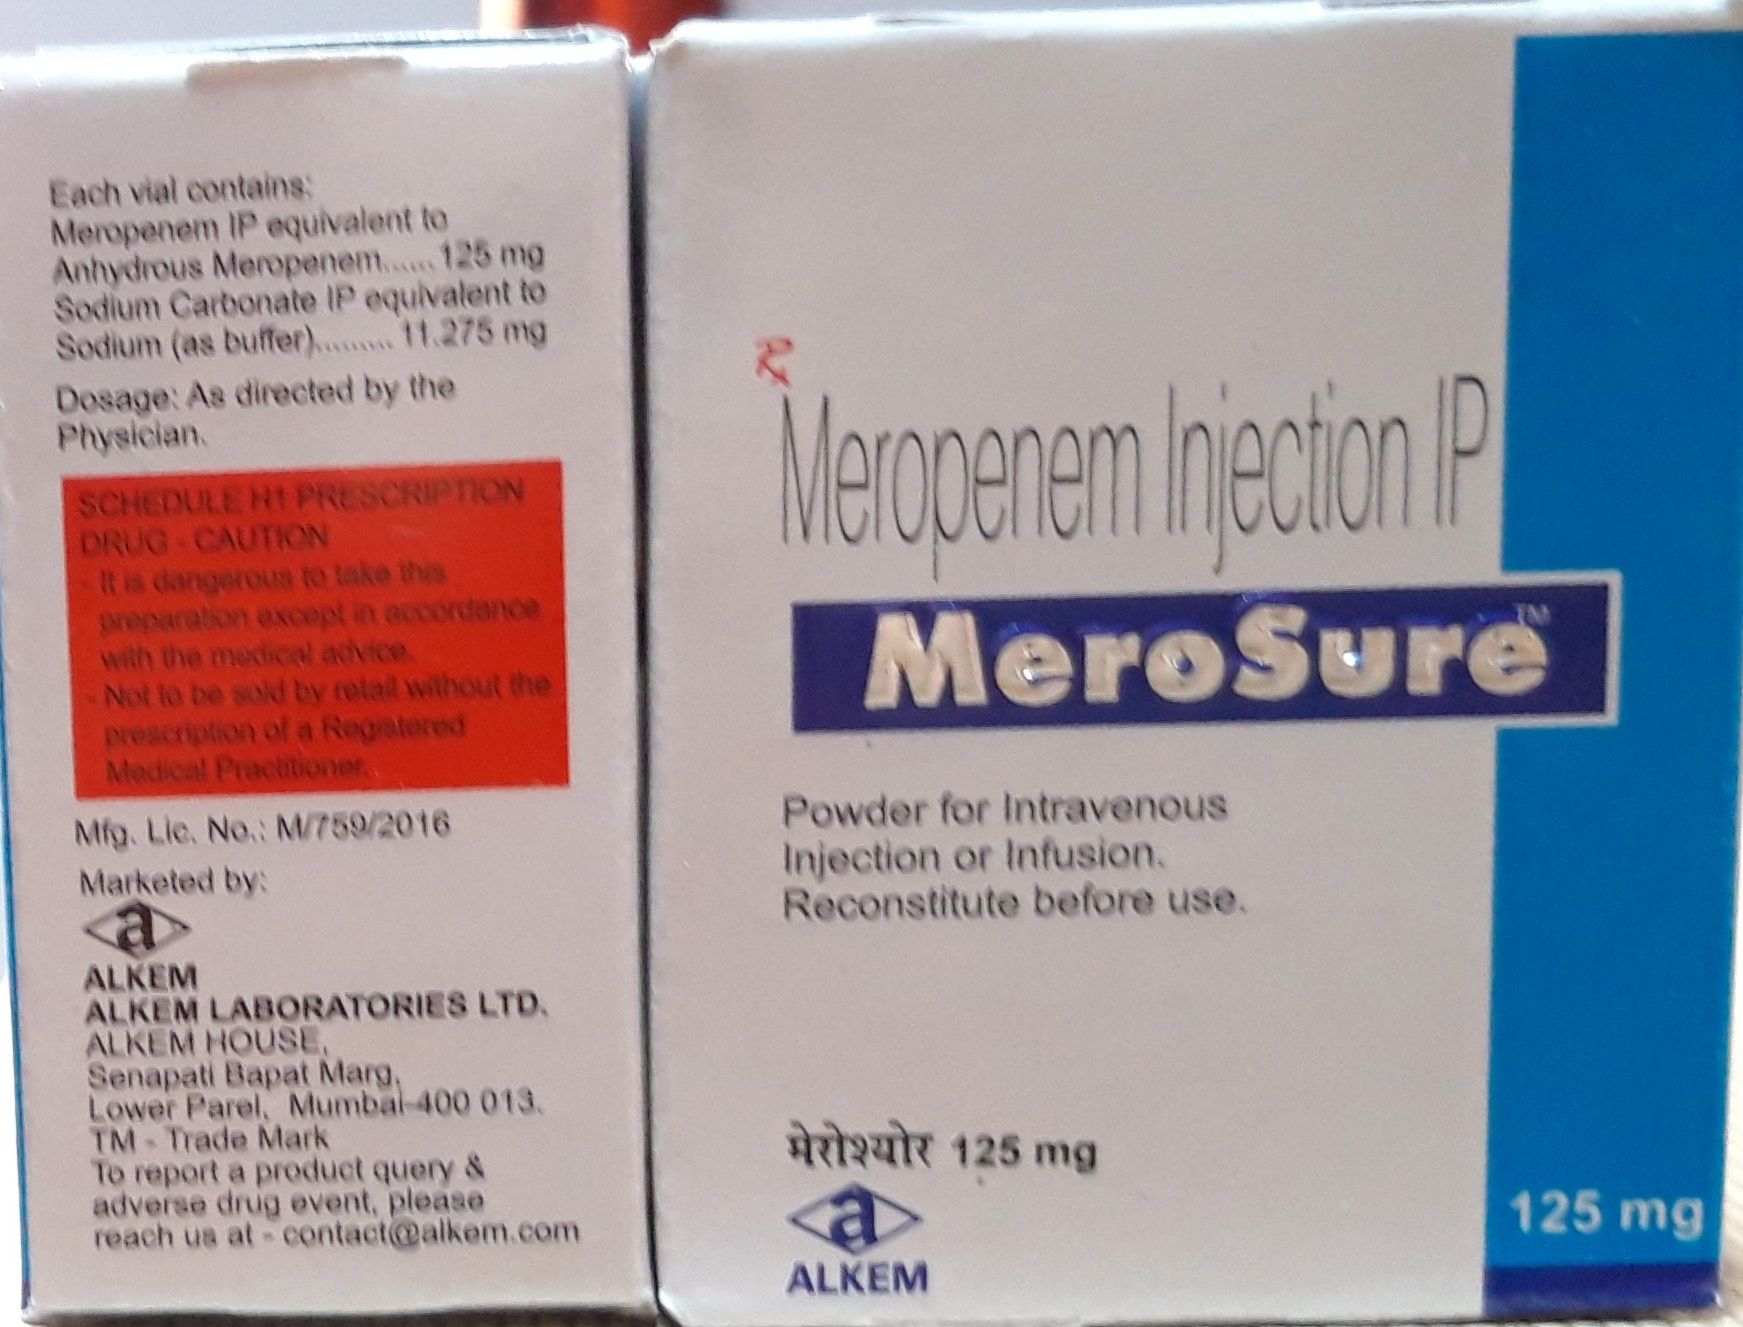 Each vial contains:
Meropenem IP equivalent to
Anhydrous Meropenem...... 125 mg
Sodium Carbonate IP equivalent to
Sodium (as buffer)......... 11.275 mg
Dosage: As directed by the
Physician.
SCHEDULE H1 PRESCRIPTION
DRUG - CAUTION
- It is dangerous to take this
preparation except in accordance
with the medical advice.
- Not to be sold by retail without the
prescription of a Registered
Medical Practitioner.
Mfg. Lic. No.: M/759/2016
Marketed by:
a
ALKEM
ALKEM LABORATORIES LTD.
ALKEM HOUSE,
Senapati Bapat Marg,
Lower Parel, Mumbai-400 013.
TM - Trade Mark
To report a product query &
adverse drug event, please
reach us at - contact@alkem.com
℞
Meropenem Injection IP
MeroSure™
Powder for Intravenous
Injection or Infusion.
Reconstitute before use.
मेरोश्योर 125 mg
a
ALKEM
125 mg